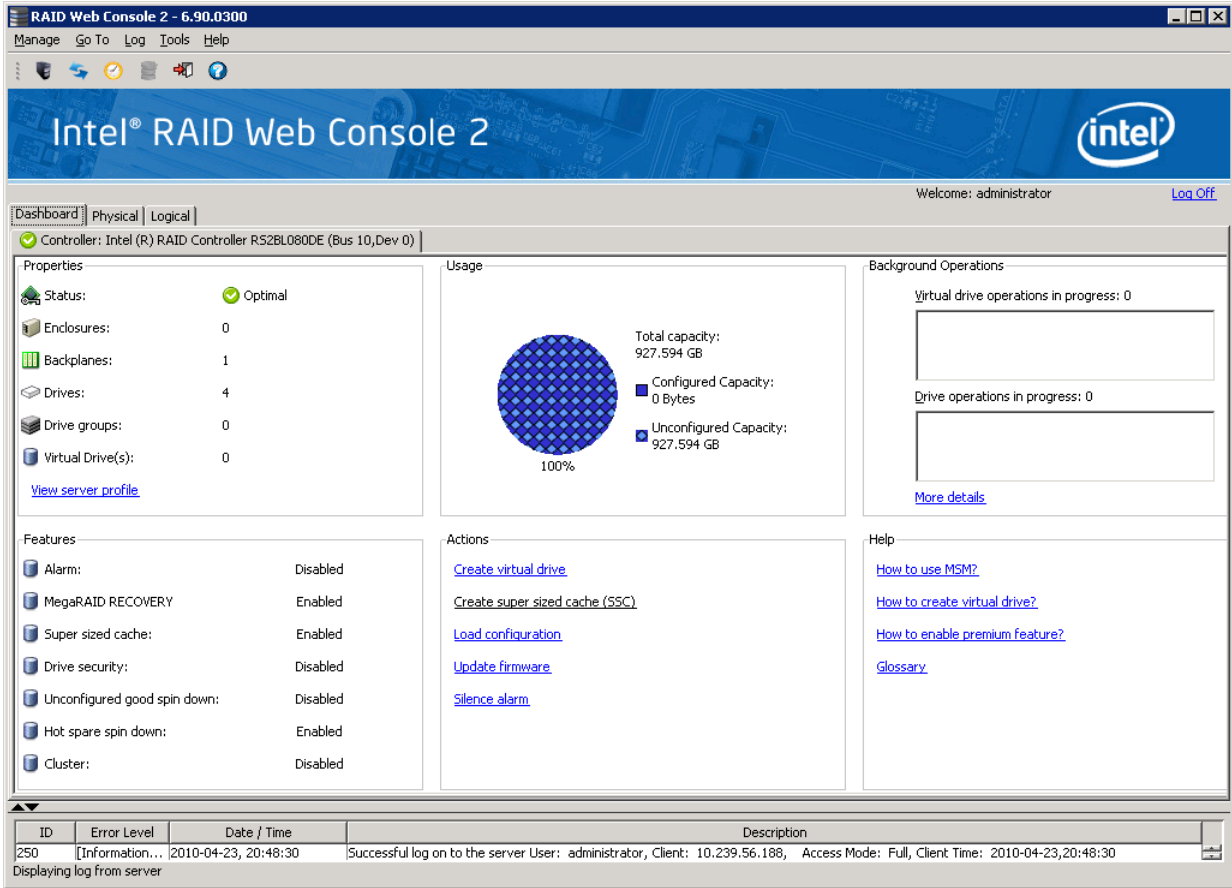 RAID Web Console 2 - 6.90.0300
Manage Go To Log Tools Help
Intel® RAID Web Console 2
intel
Welcome: administrator
Log Off
Dashboard Physical Logical
Controller: Intel (R) RAID Controller RS2BL080DE (Bus 10,Dev 0)
Properties
Status: Optimal
Enclosures: 0
Backplanes: 1
Drives: 4
Drive groups: 0
Virtual Drive(s): 0
View server profile
Usage
Total capacity:
927.594 GB
Configured Capacity:
0 Bytes
Unconfigured Capacity:
927.594 GB
100%
Background Operations
Virtual drive operations in progress: 0
Drive operations in progress: 0
More details
Features
Alarm: Disabled
MegaRAID RECOVERY Enabled
Super sized cache: Enabled
Drive security: Disabled
Unconfigured good spin down: Disabled
Hot spare spin down: Enabled
Cluster: Disabled
Actions
Create virtual drive
Create super sized cache (SSC)
Load configuration
Update firmware
Silence alarm
Help
How to use MSM?
How to create virtual drive?
How to enable premium feature?
Glossary
ID Error Level Date / Time Description
250 [Information... 2010-04-23, 20:48:30 Successful log on to the server User: administrator, Client: 10.239.56.188, Access Mode: Full, Client Time: 2010-04-23,20:48:30
Displaying log from server